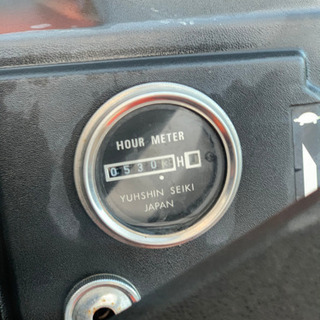 HOUR METER
0530 H
YUHSHIN SEIKI
JAPAN